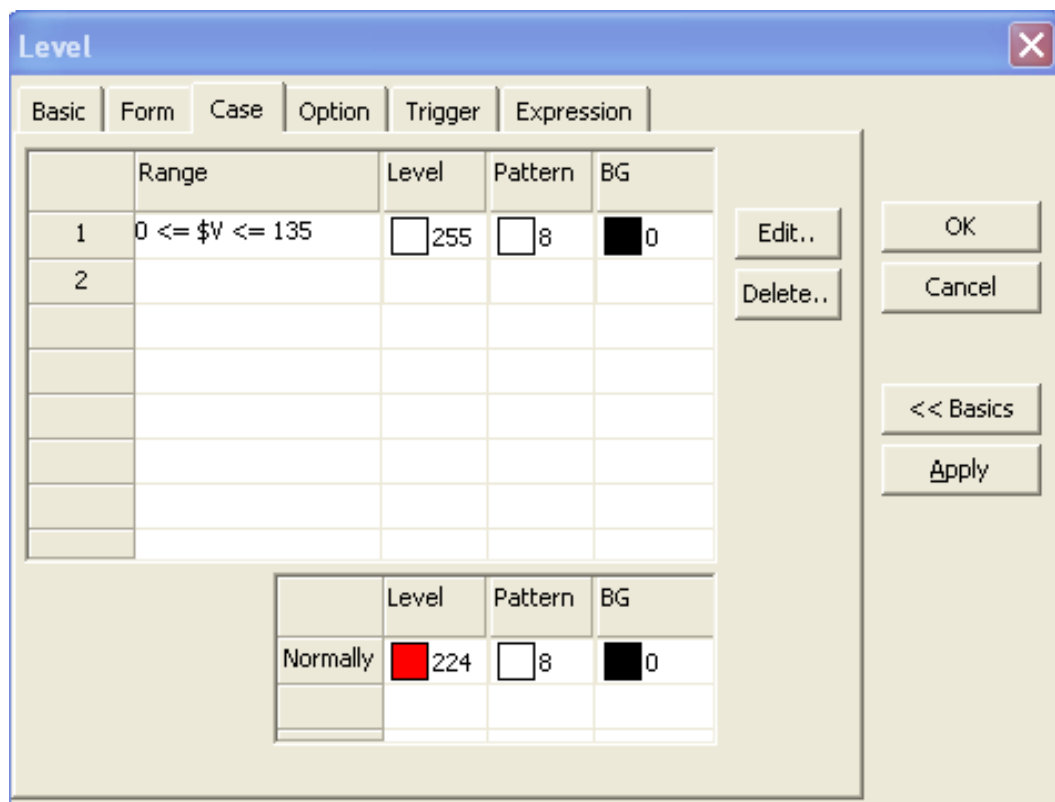 Level
Basic Form Case Option Trigger Expression
Range Level Pattern BG
1 0 <= $V <= 135 255 8 0
2
Edit..
Delete..
OK
Cancel
<< Basics
Apply
Level Pattern BG
Normally 224 8 0